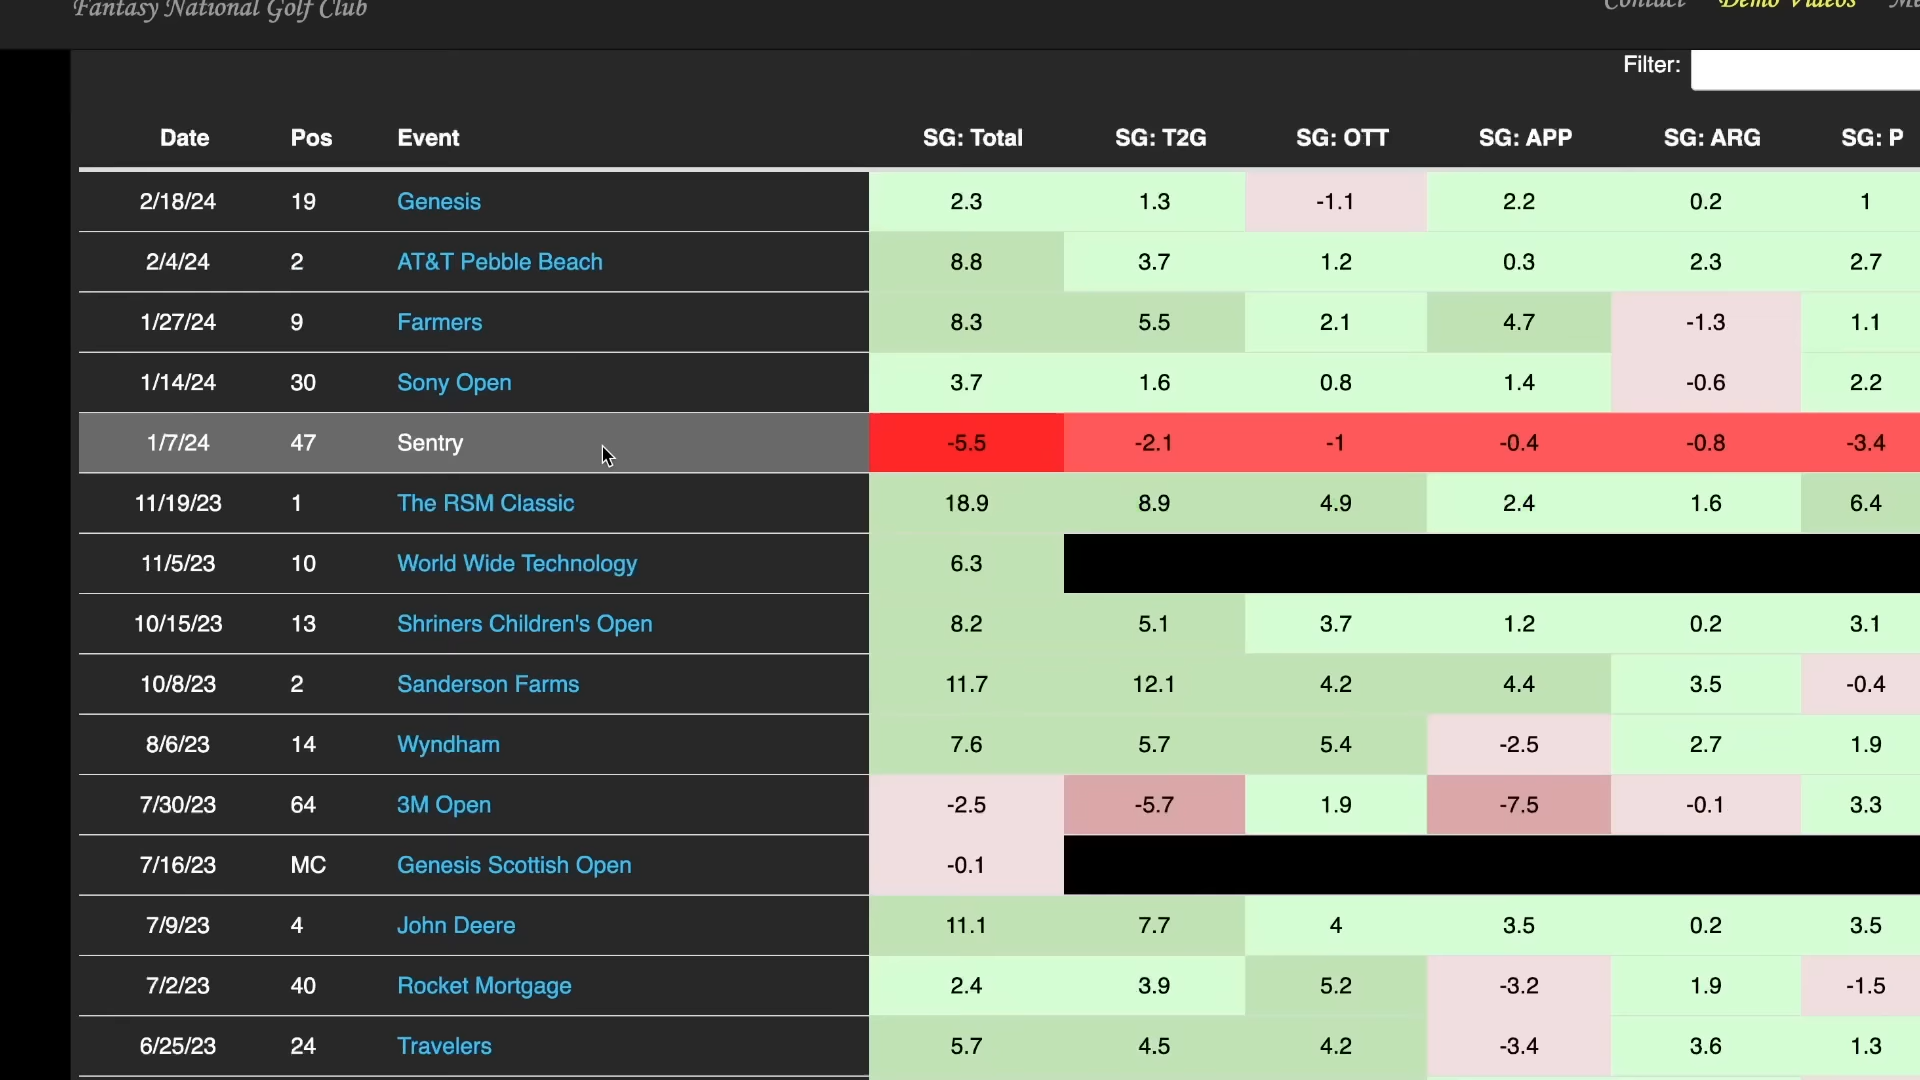 Fantasy National Golf Club Contact Demo Videos
Filter:
Date Pos Event SG: Total SG: T2G SG: OTT SG: APP SG: ARG SG: P
2/18/24 19 Genesis 2.3 1.3 -1.1 2.2 0.2 1
2/4/24 2 AT&T Pebble Beach 8.8 3.7 1.2 0.3 2.3 2.7
1/27/24 9 Farmers 8.3 5.5 2.1 4.7 -1.3 1.1
1/14/24 30 Sony Open 3.7 1.6 0.8 1.4 -0.6 2.2
1/7/24 47 Sentry -5.5 -2.1 -1 -0.4 -0.8 -3.4
11/19/23 1 The RSM Classic 18.9 8.9 4.9 2.4 1.6 6.4
11/5/23 10 World Wide Technology 6.3
10/15/23 13 Shriners Children's Open 8.2 5.1 3.7 1.2 0.2 3.1
10/8/23 2 Sanderson Farms 11.7 12.1 4.2 4.4 3.5 -0.4
8/6/23 14 Wyndham 7.6 5.7 5.4 -2.5 2.7 1.9
7/30/23 64 3M Open -2.5 -5.7 1.9 -7.5 -0.1 3.3
7/16/23 MC Genesis Scottish Open -0.1
7/9/23 4 John Deere 11.1 7.7 4 3.5 0.2 3.5
7/2/23 40 Rocket Mortgage 2.4 3.9 5.2 -3.2 1.9 -1.5
6/25/23 24 Travelers 5.7 4.5 4.2 -3.4 3.6 1.3